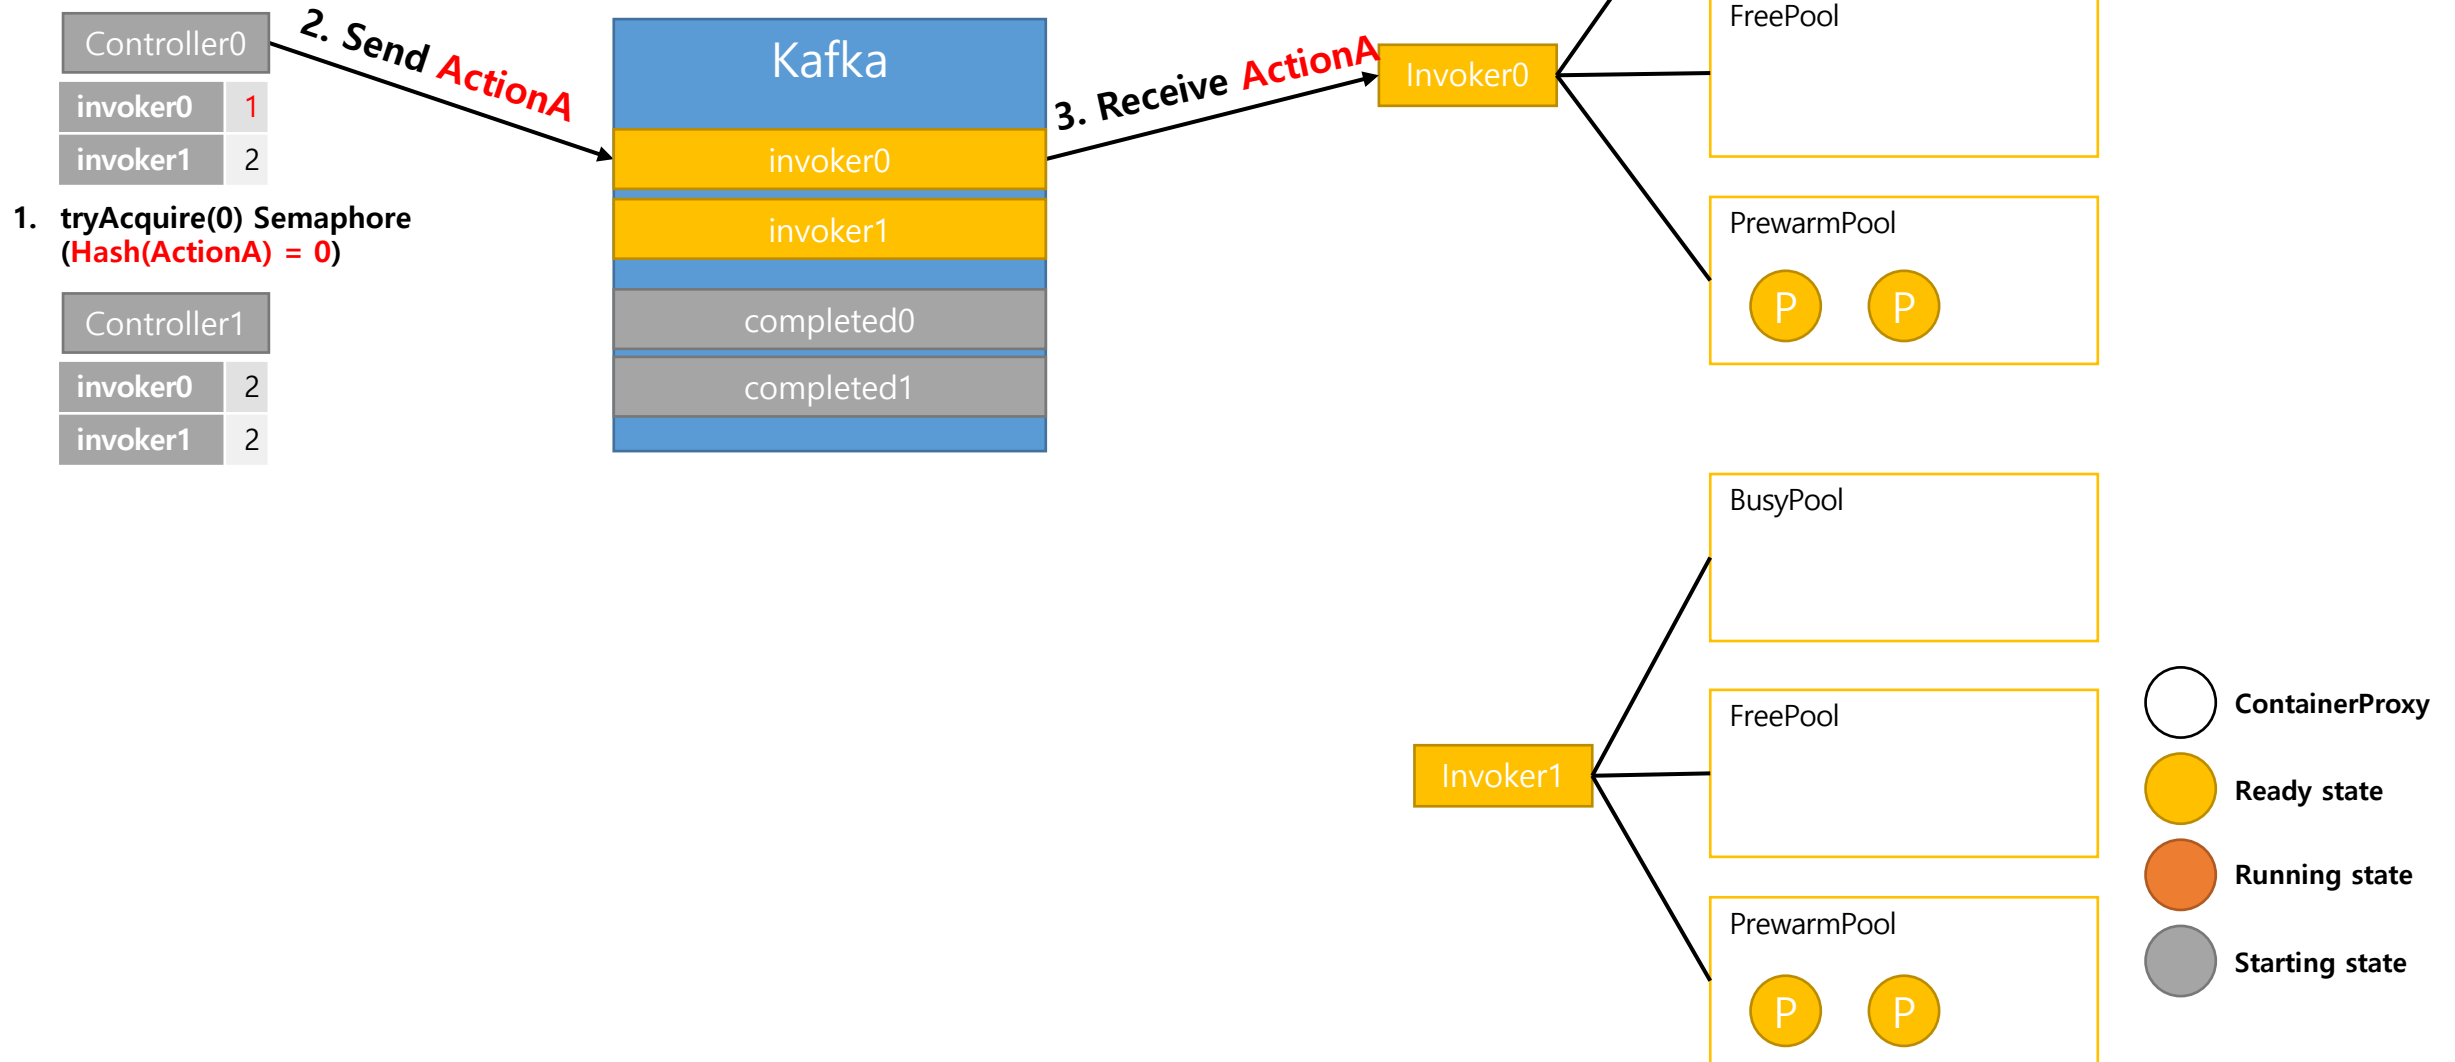 Controller0
invoker0 1
invoker1 2
1. tryAcquire(0) Semaphore
(Hash(ActionA) = 0)
Controller1
invoker0 2
invoker1 2
2. Send ActionA
Kafka
invoker0
invoker1
completed0
completed1
3. Receive ActionA
Invoker0
FreePool
PrewarmPool
P P
Invoker1
BusyPool
FreePool
PrewarmPool
P P
ContainerProxy
Ready state
Running state
Starting state